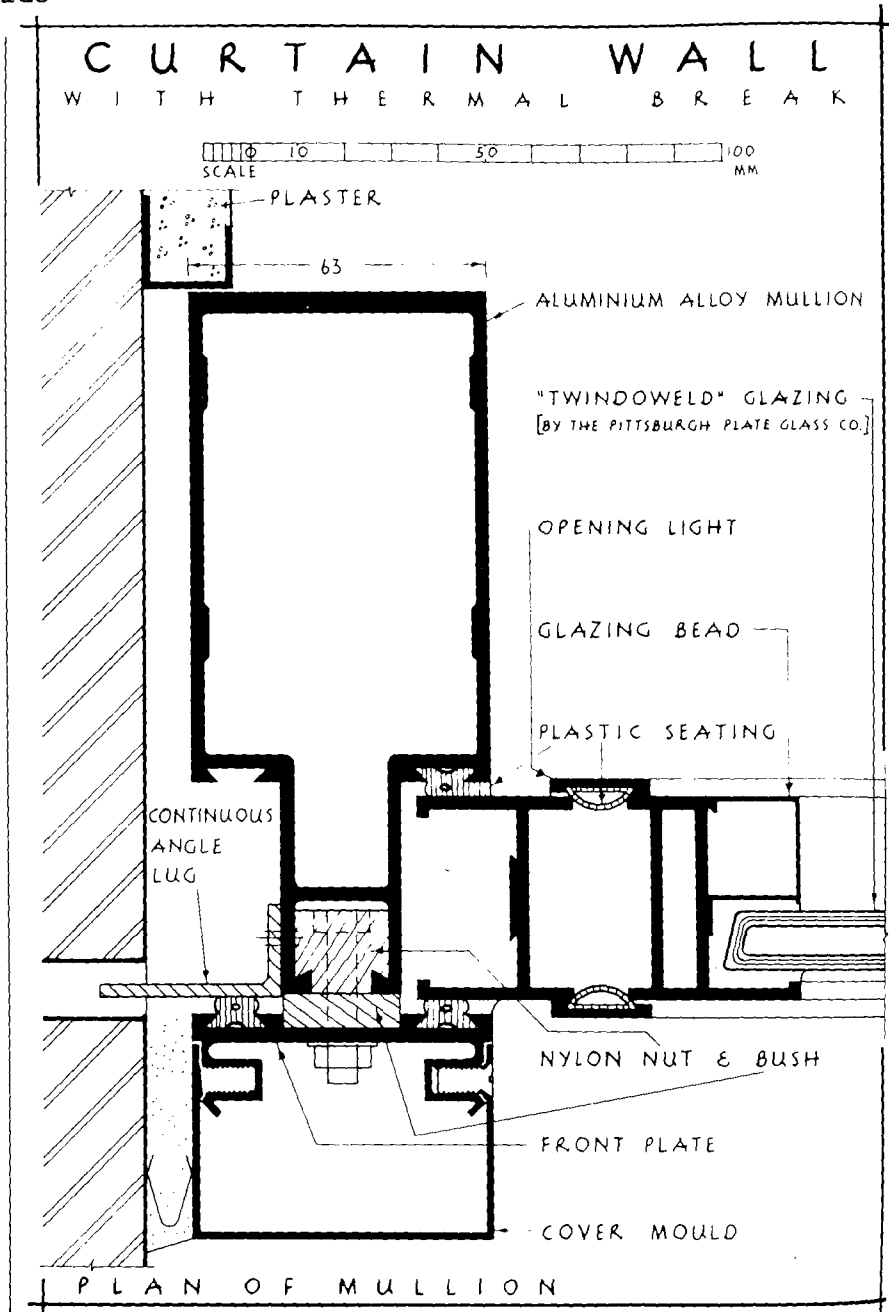 CURTAIN WALL
WITH THERMAL BREAK
0 10 50 100
SCALE MM
PLASTER
63
ALUMINIUM ALLOY MULLION
"TWINDOWELD" GLAZING
[BY THE PITTSBURGH PLATE GLASS CO.]
OPENING LIGHT
GLAZING BEAD
PLASTIC SEATING
CONTINUOUS
ANGLE
LUG
NYLON NUT & BUSH
FRONT PLATE
COVER MOULD
PLAN OF MULLION